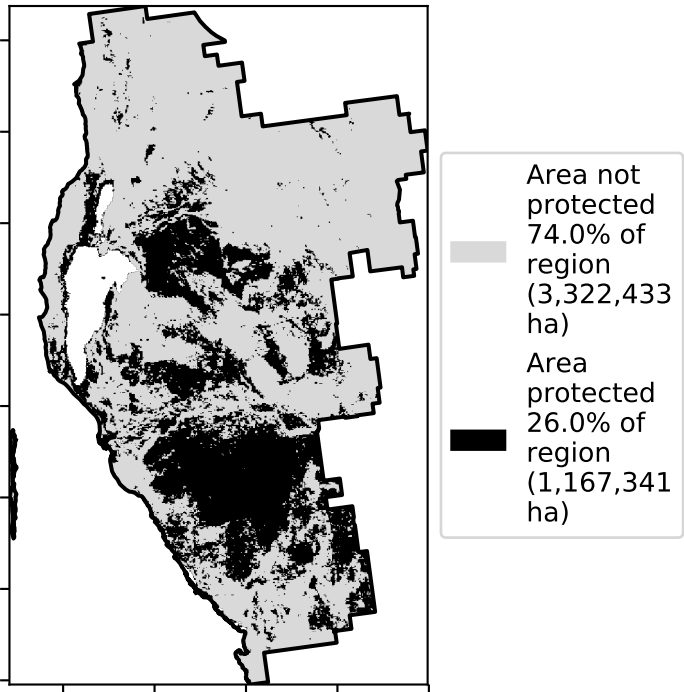 Area not
protected
74.0% of
region
(3,322,433
ha)
Area
protected
26.0% of
region
(1,167,341
ha)